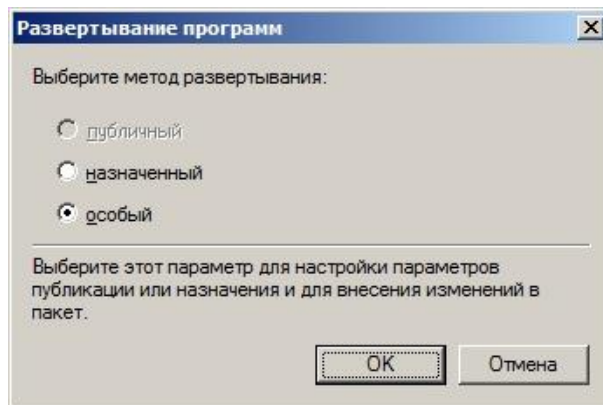 Развертывание программ
Выберите метод развертывания:
публичный
назначенный
особый
Выберите этот параметр для настройки параметров
публикации или назначения и для внесения изменений в
пакет.
OK
Отмена